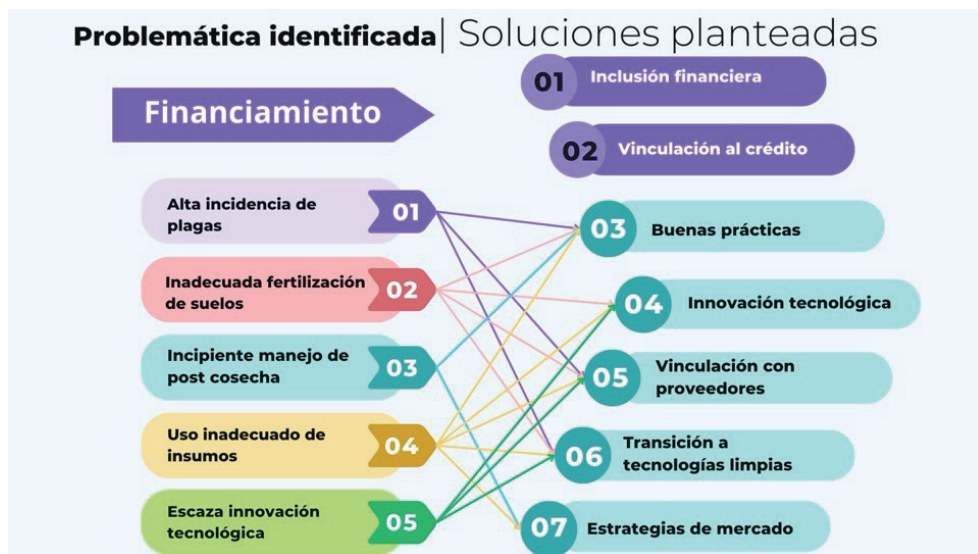 Problemática identificada| Soluciones planteadas
Financiamiento
01 Inclusión financiera
02 Vinculación al crédito
Alta incidencia de
plagas
01
Inadecuada fertilización
de suelos
02
Incipiente manejo de
post cosecha
03
Uso inadecuado de
insumos
04
Escaza innovación
tecnológica
05
03 Buenas prácticas
04 Innovación tecnológica
05 Vinculación con
proveedores
06 Transición a
tecnologías limpias
07 Estrategias de mercado